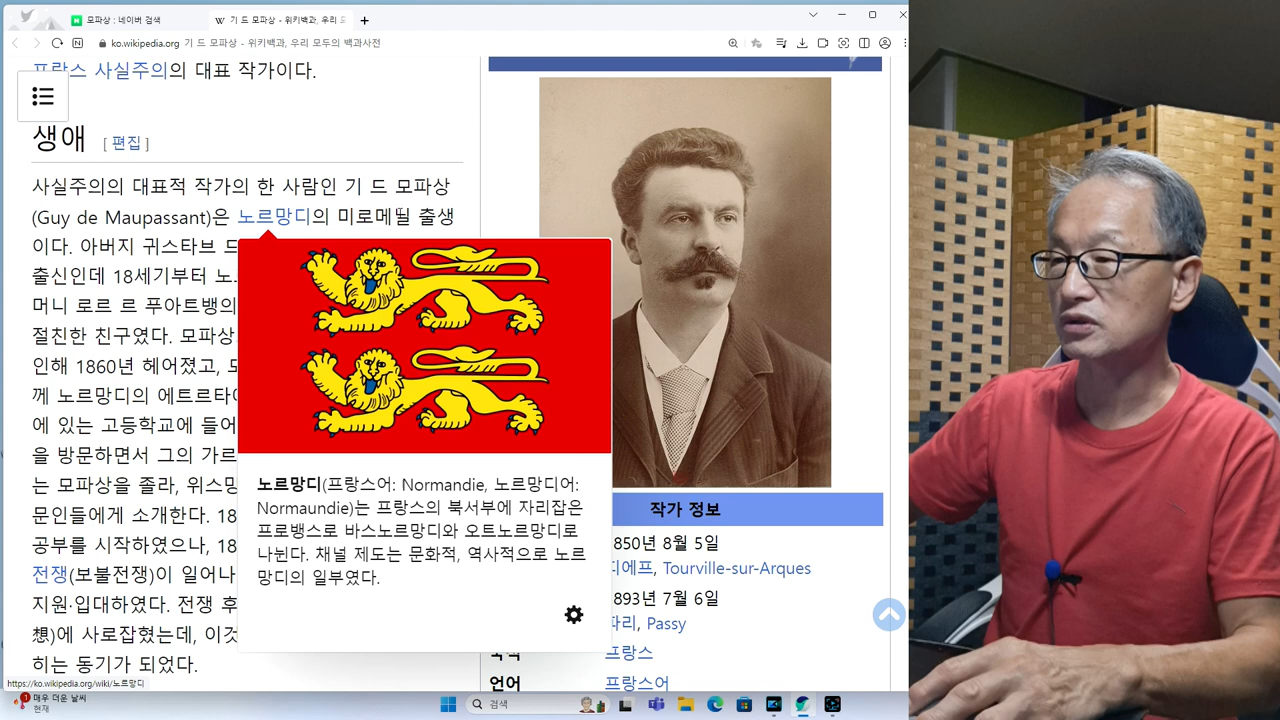 모파상 : 네이버 검색
기 드 모파상 - 위키백과, 우리 모
ko.wikipedia.org 기 드 모파상 - 위키백과, 우리 모두의 백과사전
프랑스 사실주의의 대표 작가이다.
생애 [ 편집 ]
사실주의의 대표적 작가의 한 사람인 기 드 모파상
(Guy de Maupassant)은 노르망디의 미로메닐 출생
이다. 아버지 귀스타브 드
출신인데 18세기부터 노
머니 로르 르 푸아트뱅의
절친한 친구였다. 모파상
인해 1860년 헤어졌고, 모
께 노르망디의 에트르타
에 있는 고등학교에 들어
을 방문하면서 그의 가르
는 모파상을 졸라, 위스망
문인들에게 소개한다. 18
공부를 시작하였으나, 18
전쟁(보불전쟁)이 일어나
지원·입대하였다. 전쟁 후
想)에 사로잡혔는데, 이것
히는 동기가 되었다.
노르망디(프랑스어: Normandie, 노르망디어:
Normaundie)는 프랑스의 북서부에 자리잡은
프로뱅스로 바스노르망디와 오트노르망디로
나뉜다. 채널 제도는 문화적, 역사적으로 노르
망디의 일부였다.
작가 정보
850년 8월 5일
디에프, Tourville-sur-Arques
893년 7월 6일
파리, Passy
국적 프랑스
언어 프랑스어
https://ko.wikipedia.org/wiki/노르망디
1
매우 더운 날씨
현재
검색